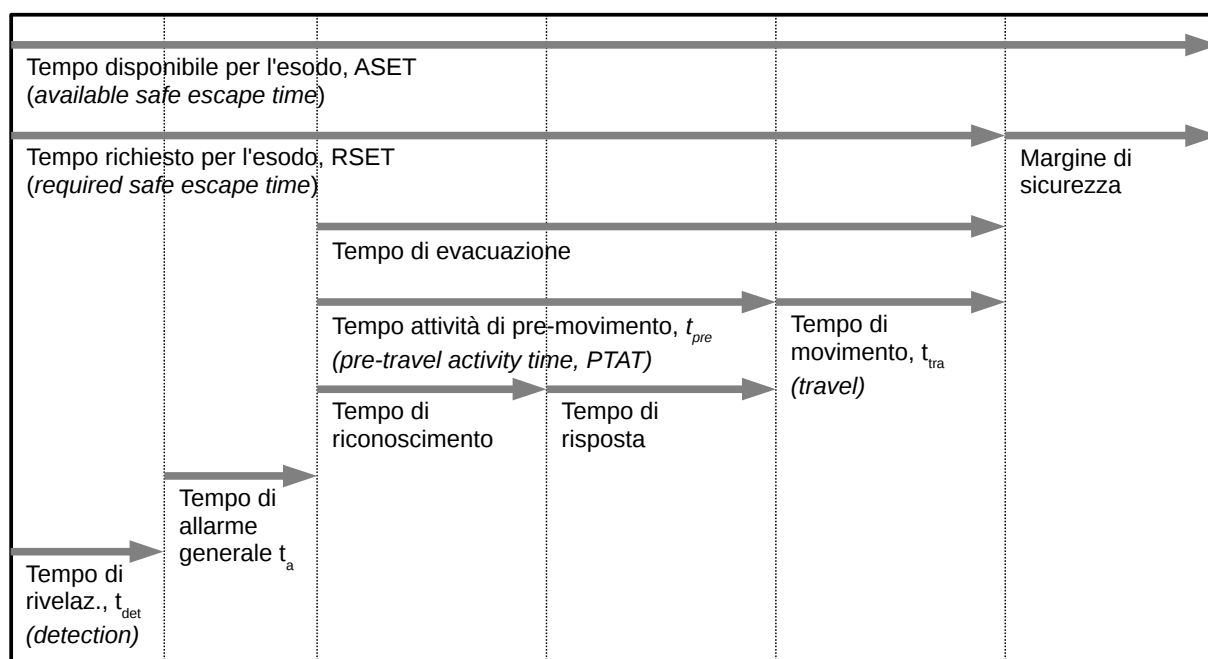 Tempo disponibile per l'esodo, ASET
(available safe escape time)
Tempo richiesto per l'esodo, RSET
(required safe escape time)
Margine di
sicurezza
Tempo di evacuazione
Tempo attività di pre-movimento, tpre
(pre-travel activity time, PTAT)
Tempo di
movimento, ttra
(travel)
Tempo di
riconoscimento
Tempo di
risposta
Tempo di
allarme
generale ta
Tempo di
rivelaz., tdet
(detection)